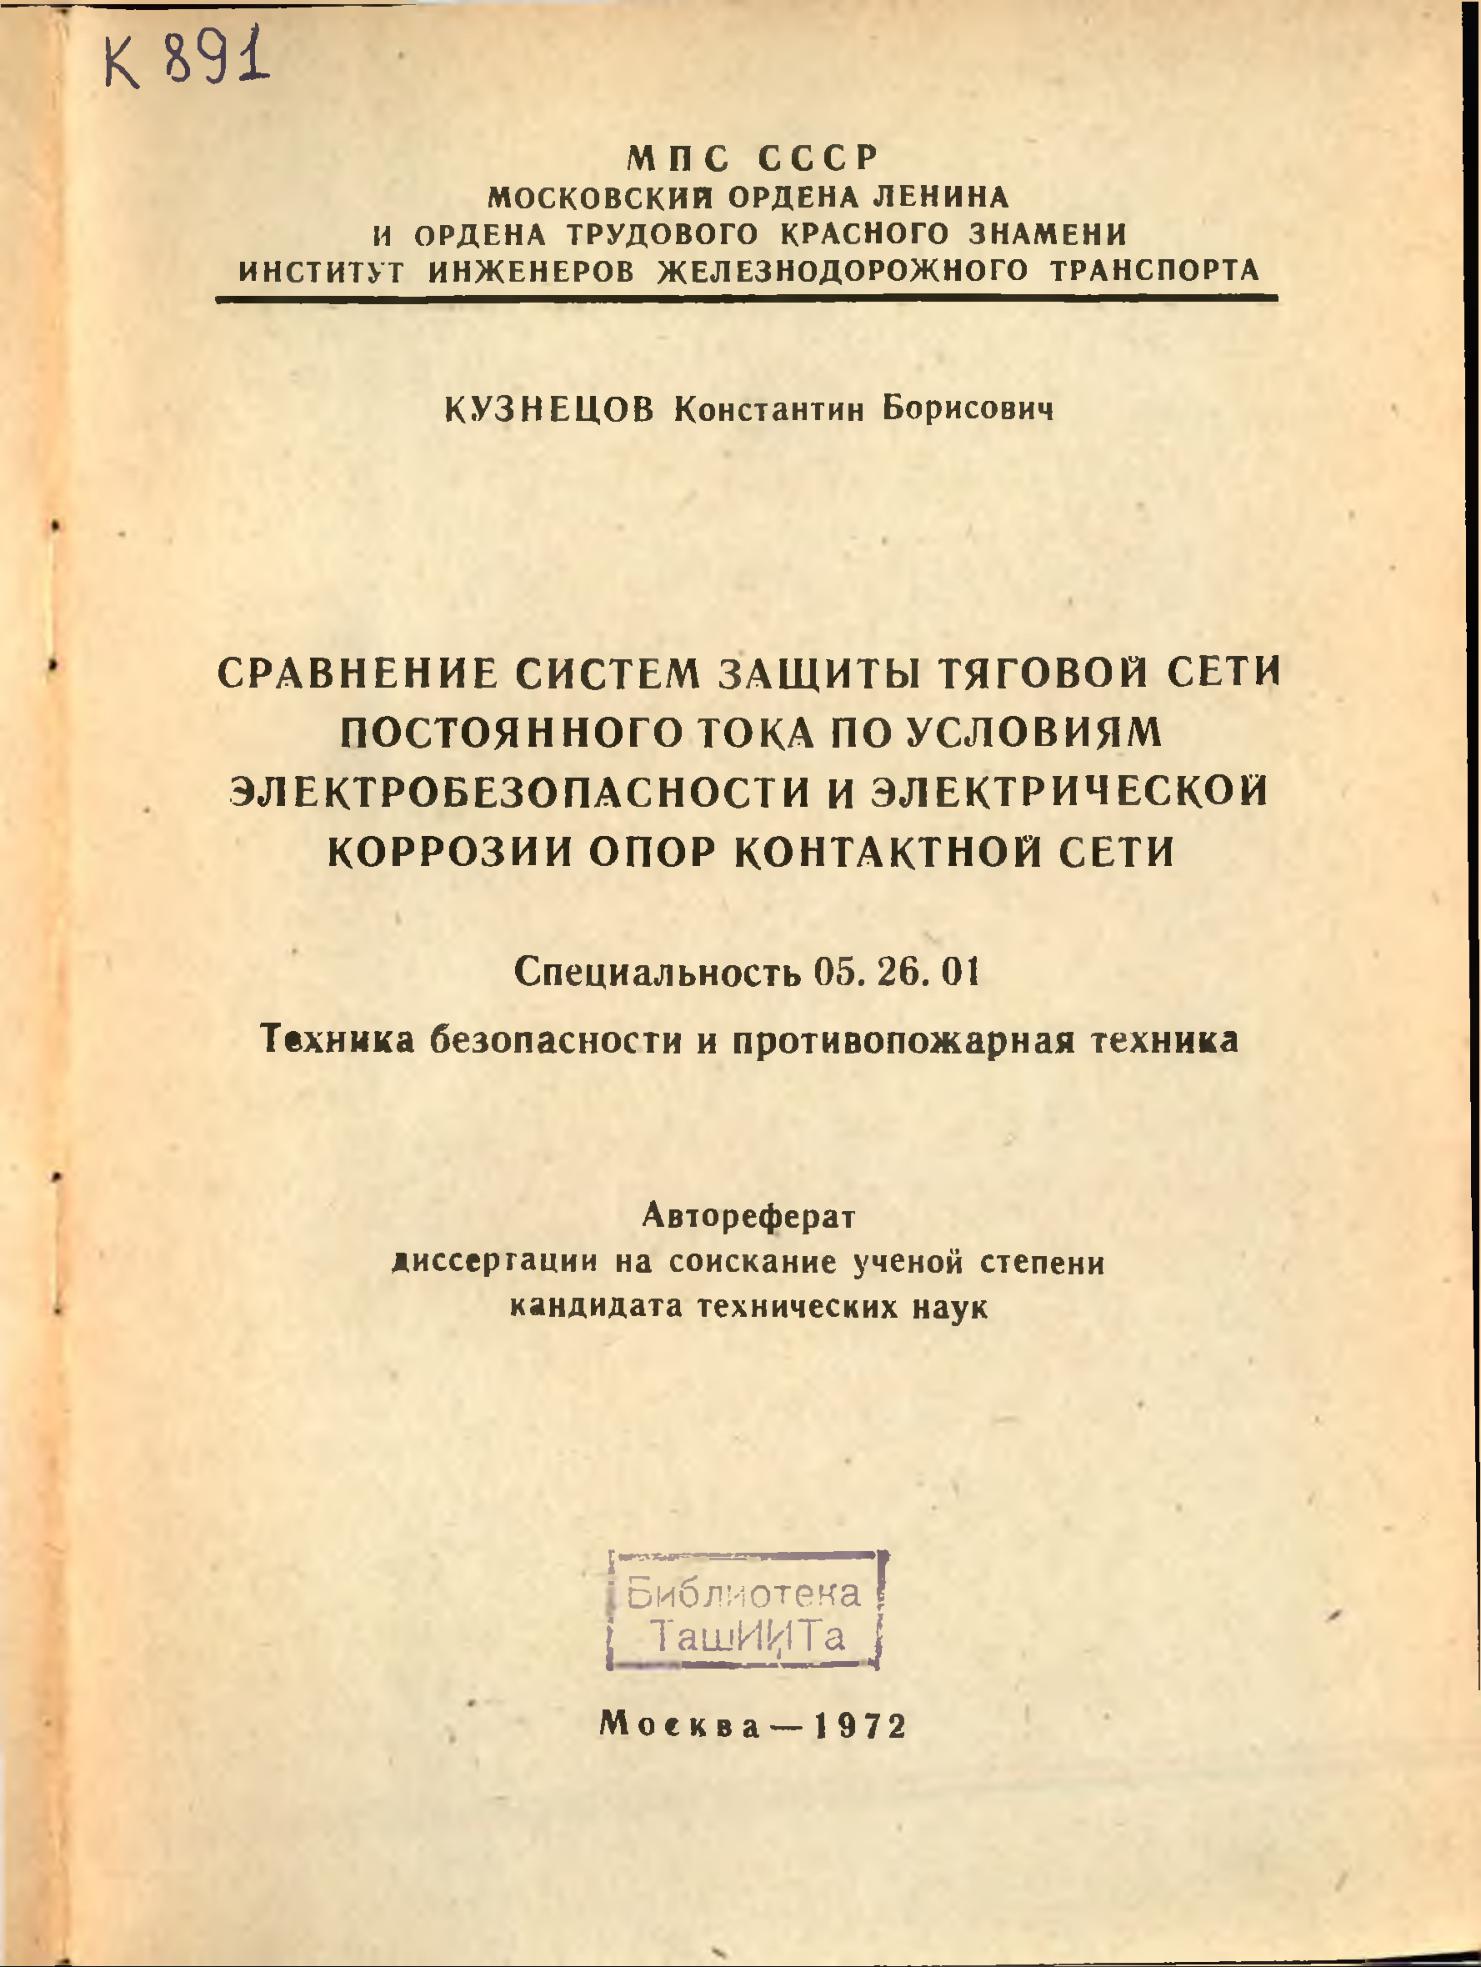 К 891
МПС СССР
МОСКОВСКИЙ ОРДЕНА ЛЕНИНА
И ОРДЕНА ТРУДОВОГО КРАСНОГО ЗНАМЕНИ
ИНСТИТУТ ИНЖЕНЕРОВ ЖЕЛЕЗНОДОРОЖНОГО ТРАНСПОРТА
КУЗНЕЦОВ Константин Борисович
СРАВНЕНИЕ СИСТЕМ ЗАЩИТЫ ТЯГОВОЙ СЕТИ
ПОСТОЯННОГО ТОКА ПО УСЛОВИЯМ
ЭЛЕКТРОБЕЗОПАСНОСТИ И ЭЛЕКТРИЧЕСКОЙ
КОРРОЗИИ ОПОР КОНТАКТНОЙ СЕТИ
Специальность 05. 26. 01
Техника безопасности и противопожарная техника
Автореферат
диссертации на соискание ученой степени
кандидата технических наук
Библиотека
ТашИИТа
Москва — 1972